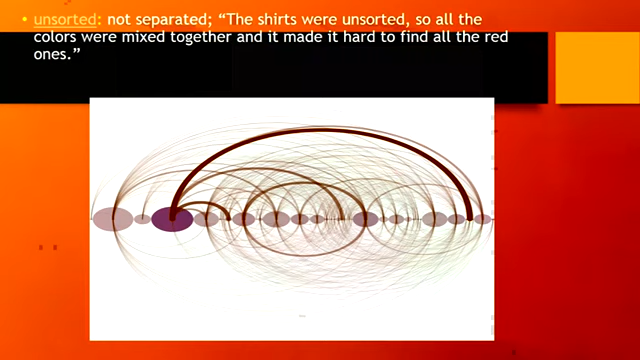 • unsorted: not separated; “The shirts were unsorted, so all the
colors were mixed together and it made it hard to find all the red
ones.”